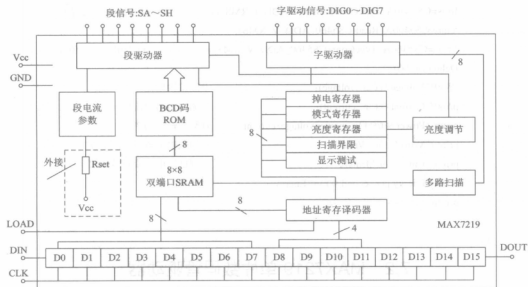 段信号:SA～SH
字驱动信号:DIG0～DIG7
Vcc
GND
段驱动器
字驱动器
8
段电流
参数
BCD码
ROM
掉电寄存器
模式寄存器
亮度寄存器
扫描界限
显示测试
8
亮度调节
外接
Rset
Vcc
8
8×8
双端口SRAM
多路扫描
8
8
地址寄存译码器
4
MAX7219
LOAD
DIN
D0 D1 D2 D3 D4 D5 D6 D7 D8 D9 D10 D11 D12 D13 D14 D15
DOUT
CLK